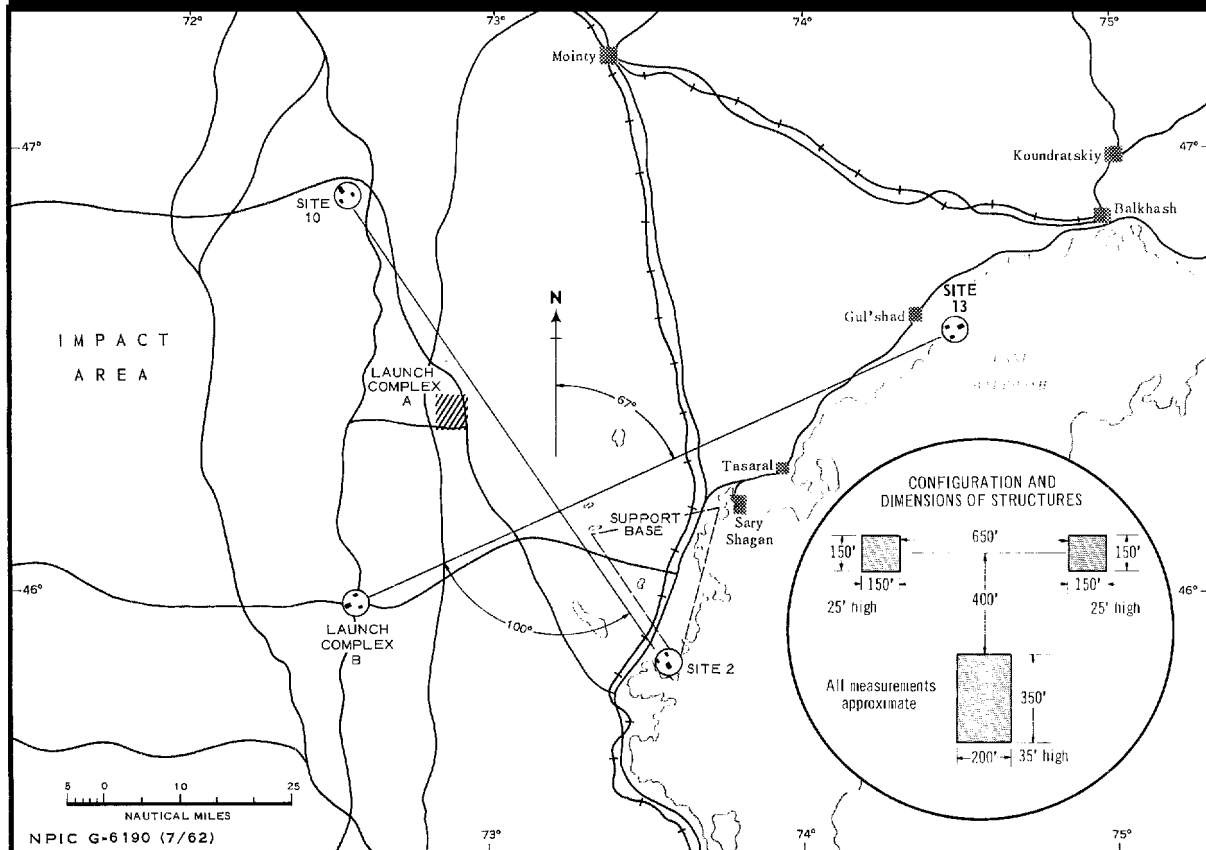 72°
73°
74°
75°
Mointy
47°
47°
Koundratskiy
Balkhash
SITE
10
SITE
13
N
Gul'shad
IMPACT
AREA
LAUNCH
COMPLEX
A
67°
Tasaral
SUPPORT
BASE
Sary
Shagan
46°
46°
100°
LAUNCH
COMPLEX
B
SITE 2
CONFIGURATION AND
DIMENSIONS OF STRUCTURES
150'
650'
150'
150'
150'
25' high
400'
25' high
All measurements
approximate
350'
200'
35' high
5 0 10 25
NAUTICAL MILES
NPIC G-6190 (7/62)
73°
74°
75°